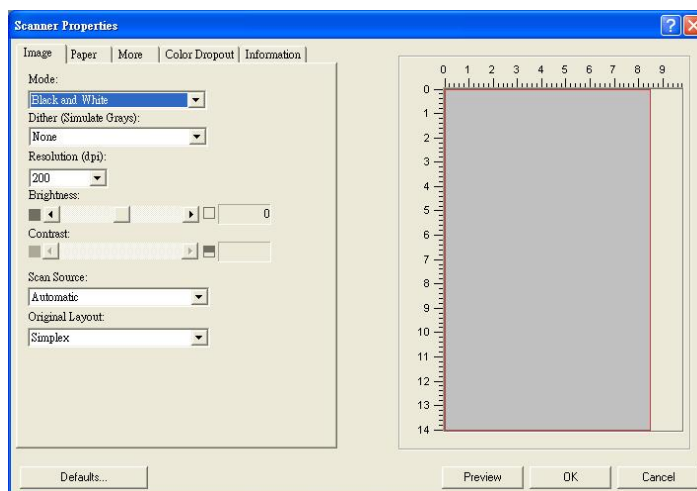 Scanner Properties
Image Paper More Color Dropout Information
Mode:
Black and White
Dither (Simulate Grays):
None
Resolution (dpi):
200
Brightness:
0
Contrast:
Scan Source:
Automatic
Original Layout:
Simplex
0 1 2 3 4 5 6 7 8 9
0
1
2
3
4
5
6
7
8
9
10
11
12
13
14
Defaults... Preview OK Cancel